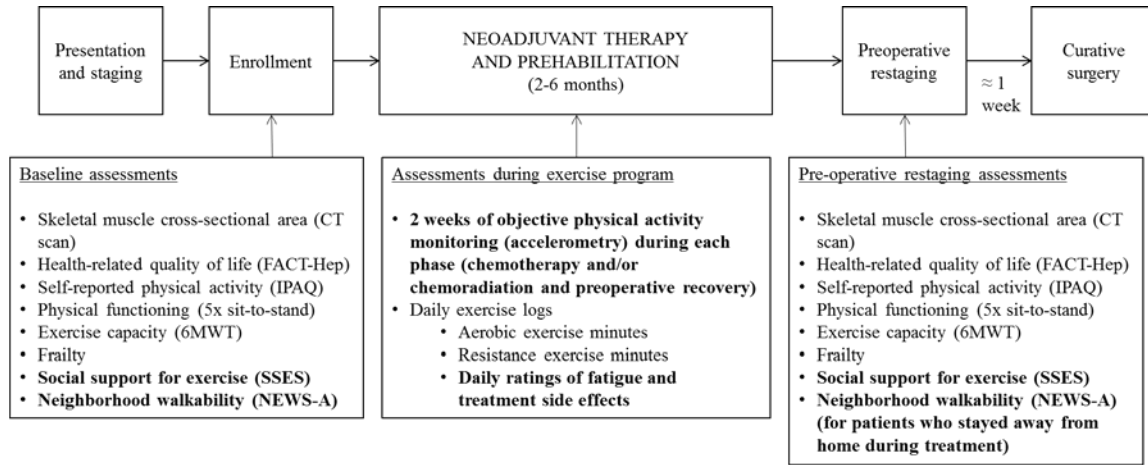 Presentation
and staging
Enrollment
NEOADJUVANT THERAPY
AND PREHABILITATION
(2-6 months)
Preoperative
restaging
≈ 1
week
Curative
surgery
Baseline assessments
• Skeletal muscle cross-sectional area (CT
scan)
• Health-related quality of life (FACT-Hep)
• Self-reported physical activity (IPAQ)
• Physical functioning (5x sit-to-stand)
• Exercise capacity (6MWT)
• Frailty
• Social support for exercise (SSES)
• Neighborhood walkability (NEWS-A)
Assessments during exercise program
• 2 weeks of objective physical activity
monitoring (accelerometry) during each
phase (chemotherapy and/or
chemoradiation and preoperative recovery)
• Daily exercise logs
• Aerobic exercise minutes
• Resistance exercise minutes
• Daily ratings of fatigue and
treatment side effects
Pre-operative restaging assessments
• Skeletal muscle cross-sectional area (CT
scan)
• Health-related quality of life (FACT-Hep)
• Self-reported physical activity (IPAQ)
• Physical functioning (5x sit-to-stand)
• Exercise capacity (6MWT)
• Frailty
• Social support for exercise (SSES)
• Neighborhood walkability (NEWS-A)
(for patients who stayed away from
home during treatment)